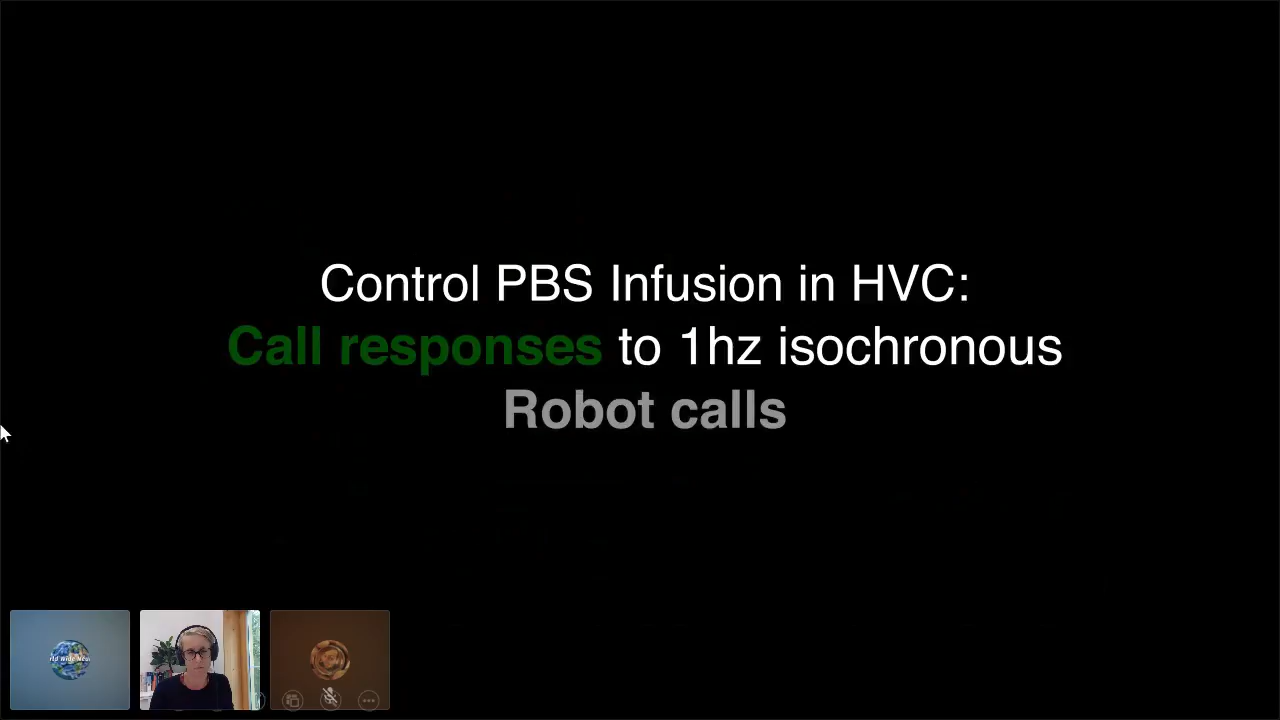 Control PBS Infusion in HVC:
Call responses to 1hz isochronous
Robot calls